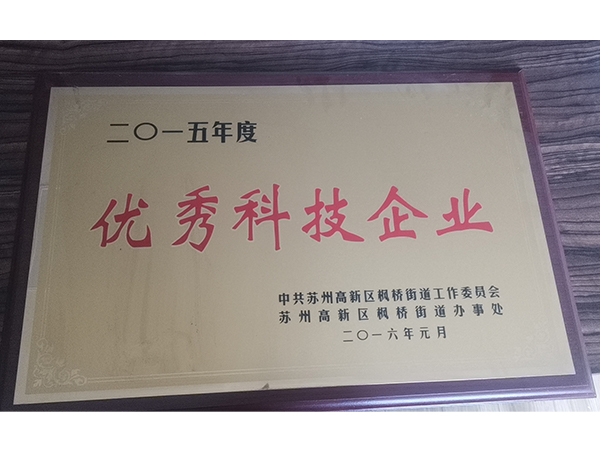 二〇一五年度
优秀科技企业
中共苏州高新区枫桥街道工作委员会
苏州高新区枫桥街道办事处
二〇一六年元月